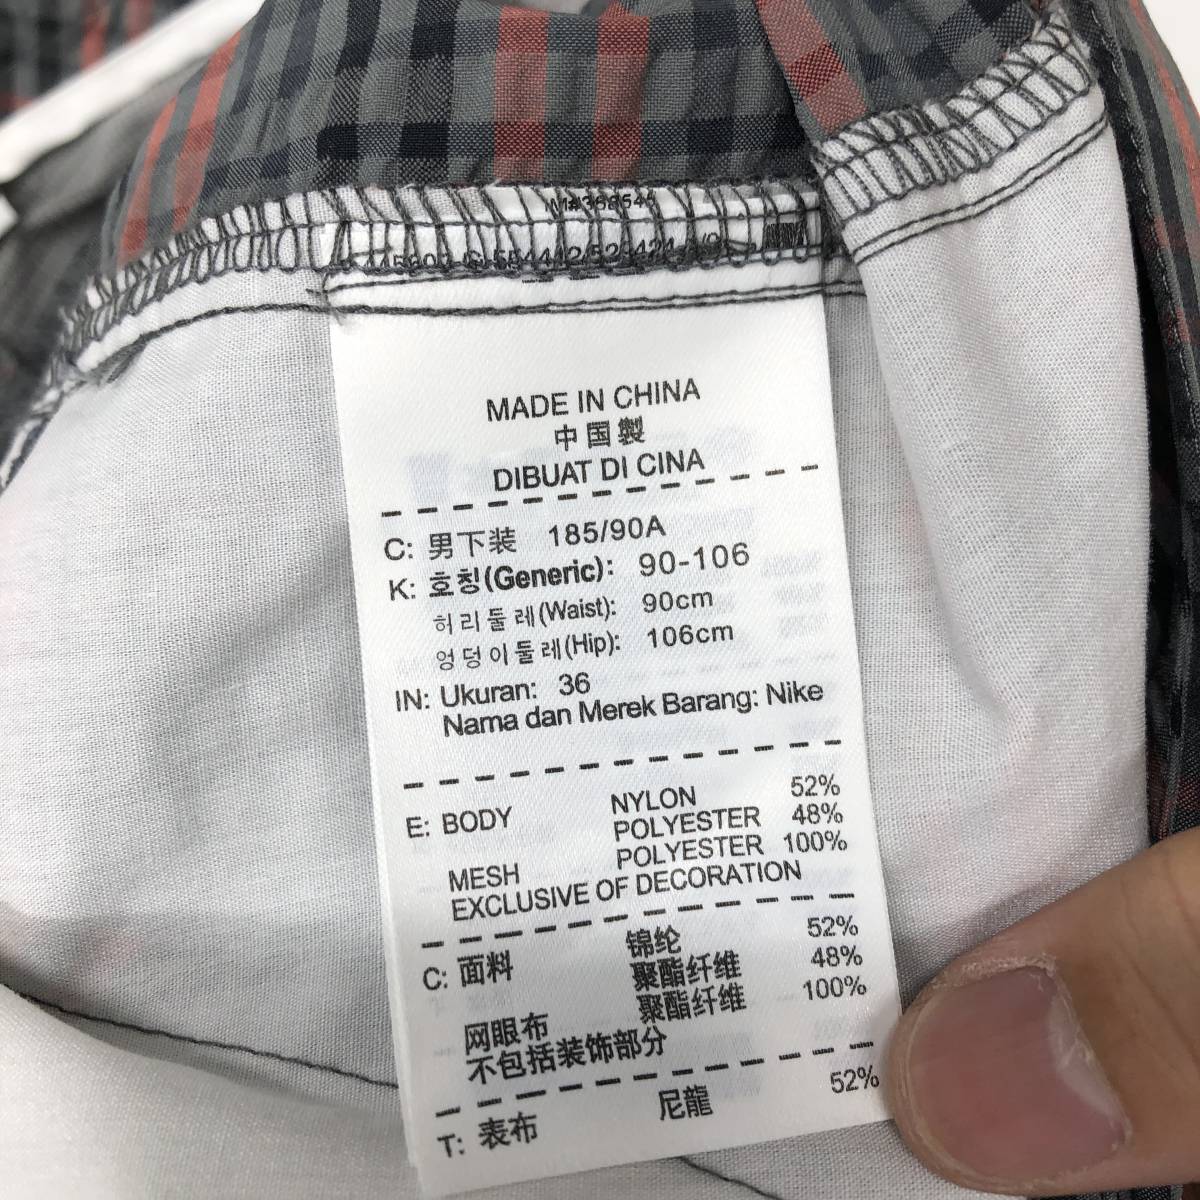 MADE IN CHINA
中国製
DIBUAT DI CINA
C: 男下装 185/90A
K: 호칭(Generic): 90-106
허리둘레(Waist): 90cm
엉덩이둘레(Hip): 106cm
IN: Ukuran: 36
Nama dan Merek Barang: Nike
E: BODY NYLON 52%
POLYESTER 48%
MESH POLYESTER 100%
EXCLUSIVE OF DECORATION
C: 面料 锦纶 52%
聚酯纤维 48%
网眼布 聚酯纤维 100%
不包括装饰部分
T: 表布 尼龍 52%